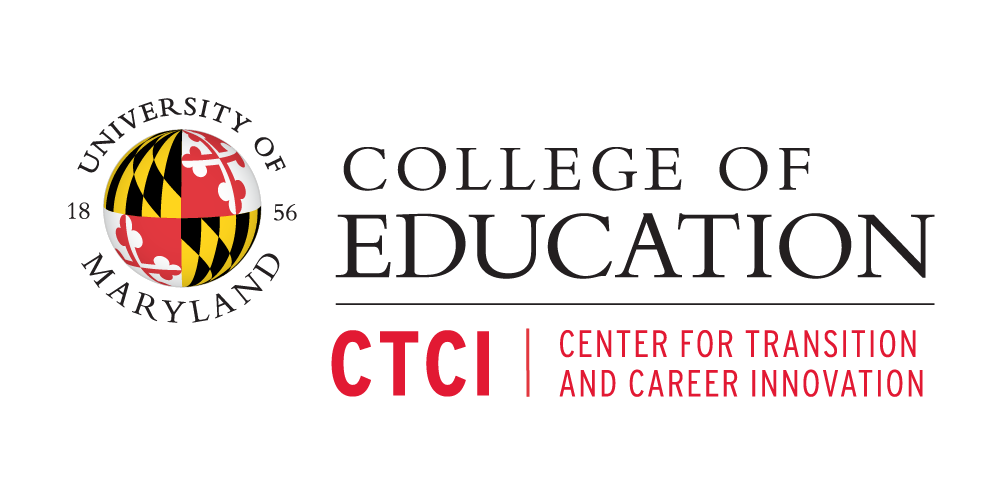 UNIVERSITY OF
18 56
MARYLAND
COLLEGE OF
EDUCATION
CTCI
CENTER FOR TRANSITION
AND CAREER INNOVATION